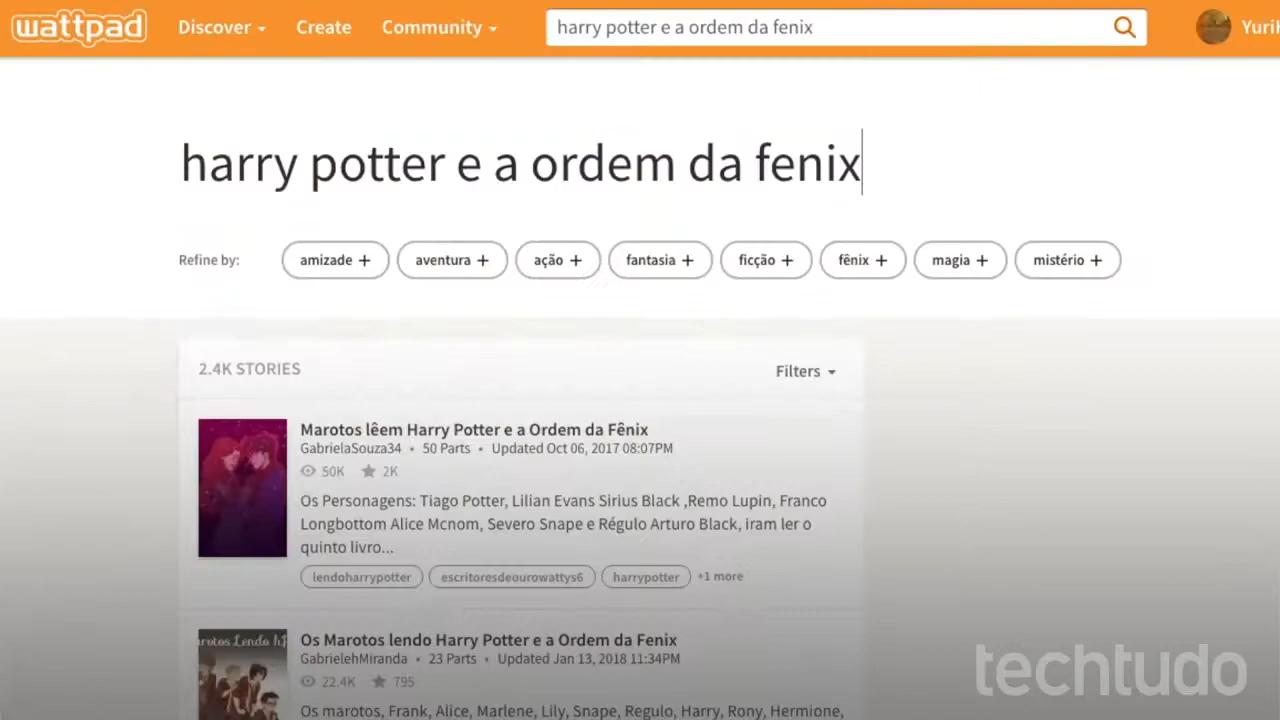 wattpad Discover Create Community harry potter e a ordem da fenix
harry potter e a ordem da fenix
Refine by: amizade + aventura + ação + fantasia + ficção + fênix + magia + mistério +
2.4K STORIES Filters
Marotos lêem Harry Potter e a Ordem da Fênix
GabrielaSouza34 • 50 Parts • Updated Oct 06, 2017 08:07PM
50K 2K
Os Personagens: Tiago Potter, Lilian Evans Sirius Black ,Remo Lupin, Franco
Longbottom Alice Mcnom, Severo Snape e Régulo Arturo Black, iram ler o
quinto livro...
lendoharrypotter escritoresdeourowattys6 harrypotter +1 more
Os Marotos lendo Harry Potter e a Ordem da Fenix
GabrielehMiranda • 23 Parts • Updated Jan 13, 2018 11:34PM
22.4K 795
Os marotos, Frank, Alice, Marlene, Lily, Snape, Regulo, Harry, Rony, Hermione,
techtudo